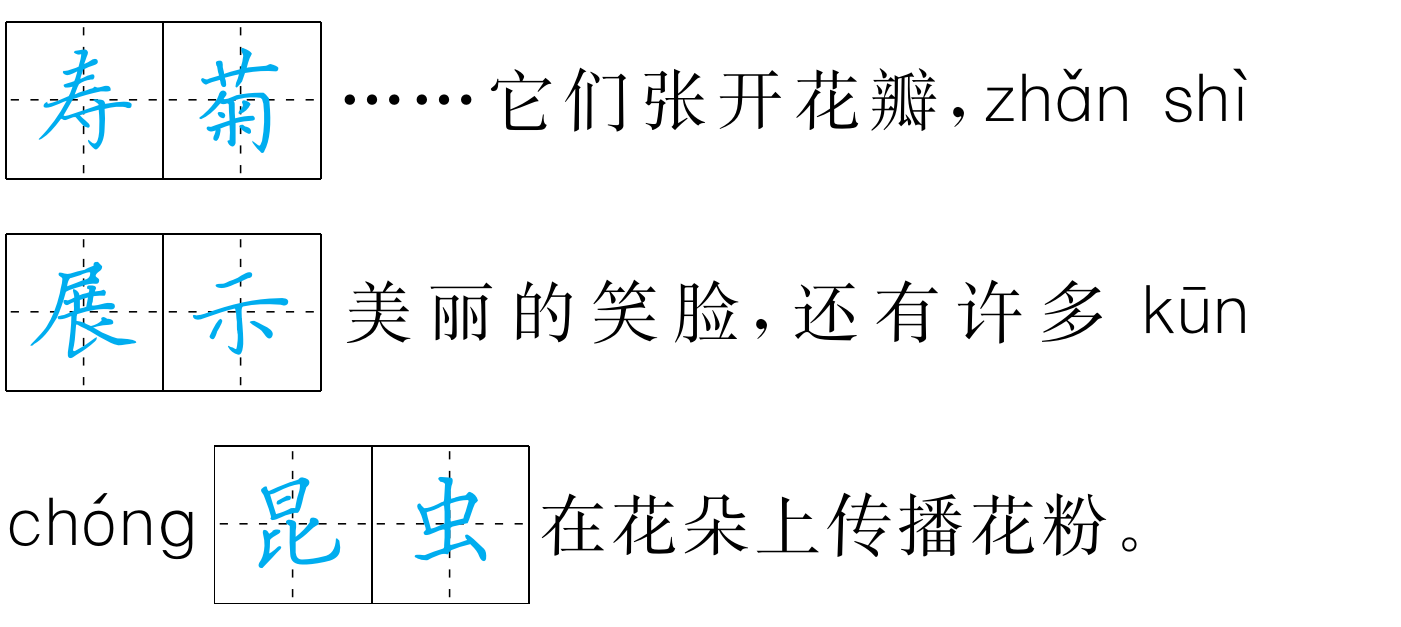 寿菊……它们张开花瓣，zhǎn shì
展示美丽的笑脸，还有许多 kūn
chóng 昆虫在花朵上传播花粉。